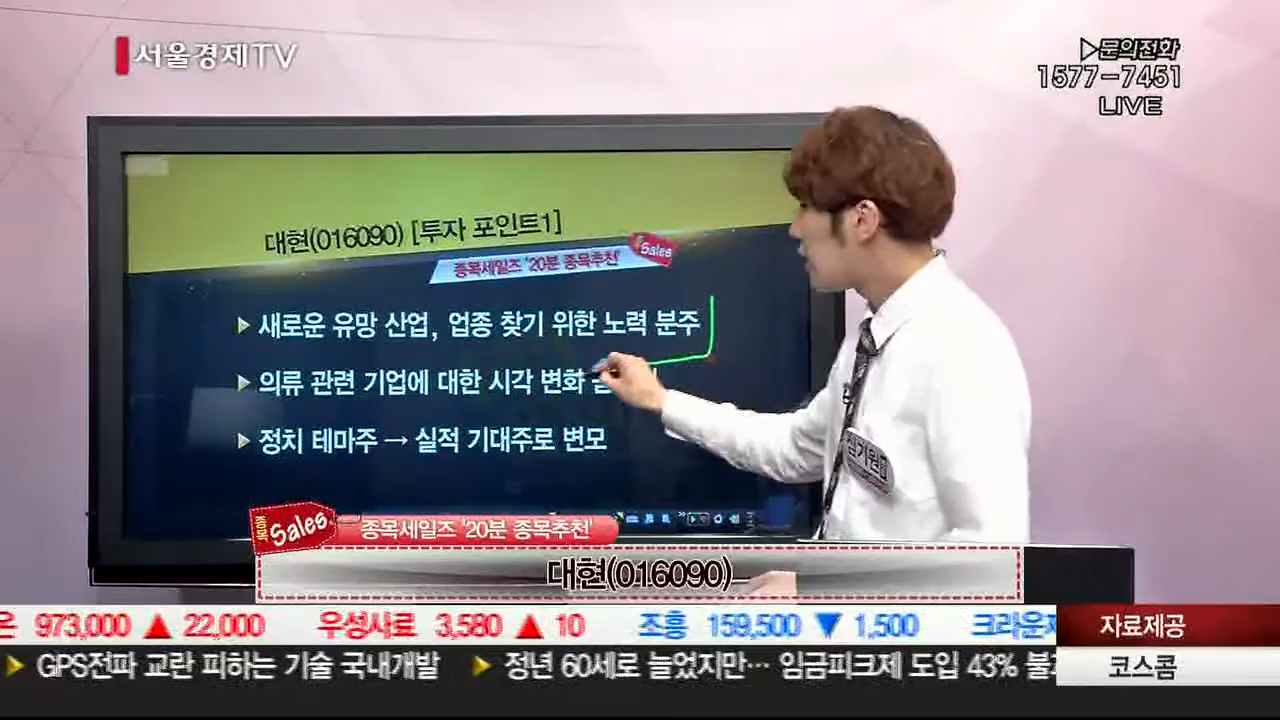 서울경제TV
▷문의전화
1577-7451
LIVE
대현(016090) [투자 포인트1]
종목세일즈 '20분 종목추천'
Sales
▶ 새로운 유망 산업, 업종 찾기 위한 노력 분주
▶ 의류 관련 기업에 대한 시각 변화
▶ 정치 테마주 → 실적 기대주로 변모
Sales
종목세일즈 '20분 종목추천'
대현(016090)
973,000 ▲ 22,000 우성사료 3,580 ▲ 10 조흥 159,500 ▼ 1,500 크라운제
자료제공
▶ GPS전파 교란 피하는 기술 국내개발 ▶ 정년 60세로 늘었지만… 임금피크제 도입 43% 불
코스콤